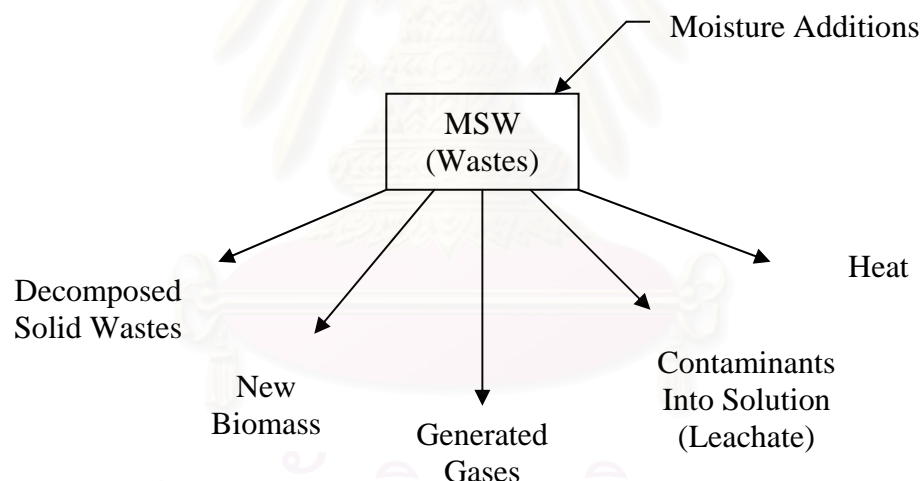 Moisture Additions
MSW
(Wastes)
Heat
Decomposed
Solid Wastes
Contaminants
Into Solution
(Leachate)
New
Biomass
Generated
Gases